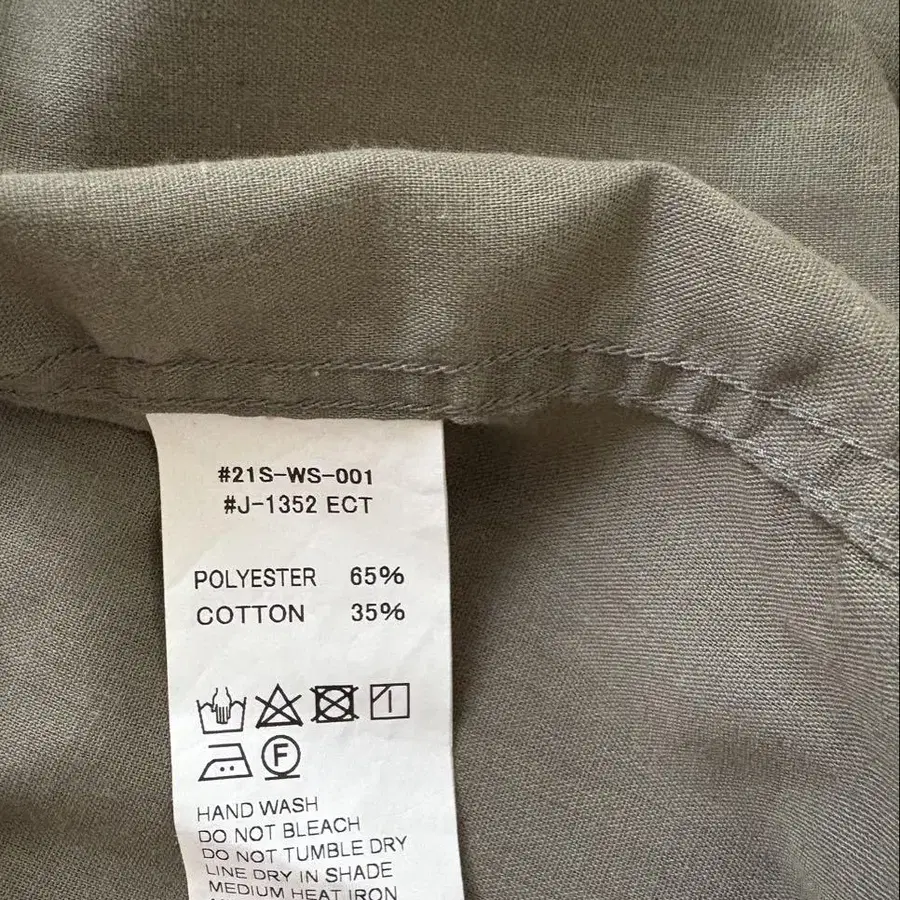 #21S-WS-001
#J-1352 ECT
POLYESTER 65%
COTTON 35%
F
HAND WASH
DO NOT BLEACH
DO NOT TUMBLE DRY
LINE DRY IN SHADE
MEDIUM HEAT IRON